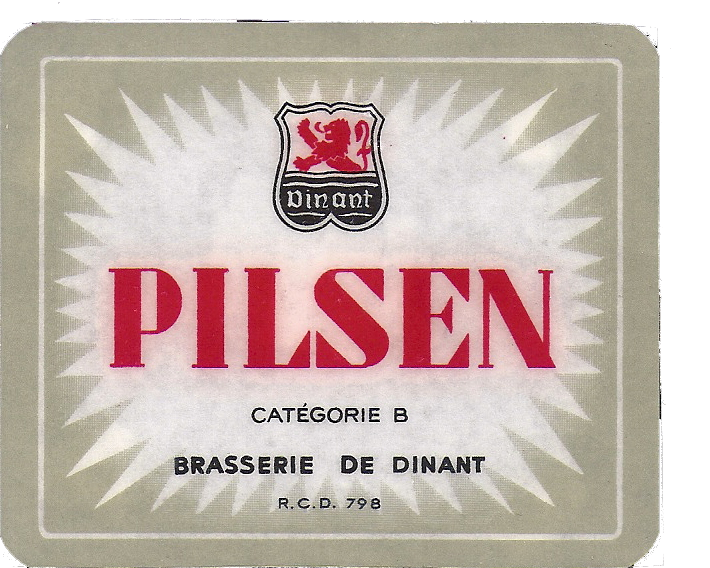 Dinant
PILSEN
CATÉGORIE B
BRASSERIE DE DINANT
R.C.D. 798